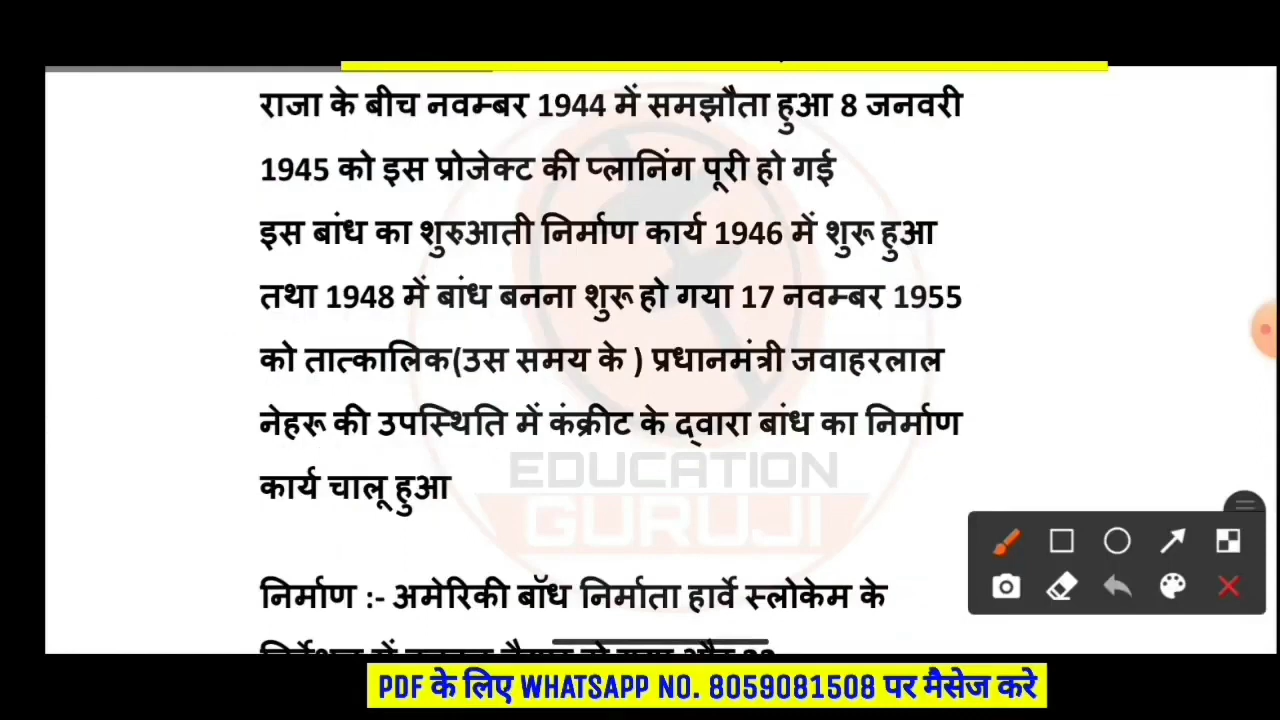 राजा के बीच नवम्बर 1944 में समझौता हुआ 8 जनवरी
1945 को इस प्रोजेक्ट की प्लानिंग पूरी हो गई
इस बांध का शुरुआती निर्माण कार्य 1946 में शुरू हुआ
तथा 1948 में बांध बनना शुरू हो गया 17 नवम्बर 1955
को तात्कालिक(उस समय के ) प्रधानमंत्री जवाहरलाल
नेहरू की उपस्थिति में कंक्रीट के द्वारा बांध का निर्माण
EDUCATION
कार्य चालू हुआ
GURUJI
निर्माण :- अमेरिकी बॉध निर्माता हार्वे स्लोकेम के
PDF के लिए WHATSAPP NO. 8059081508 पर मैसेज करे